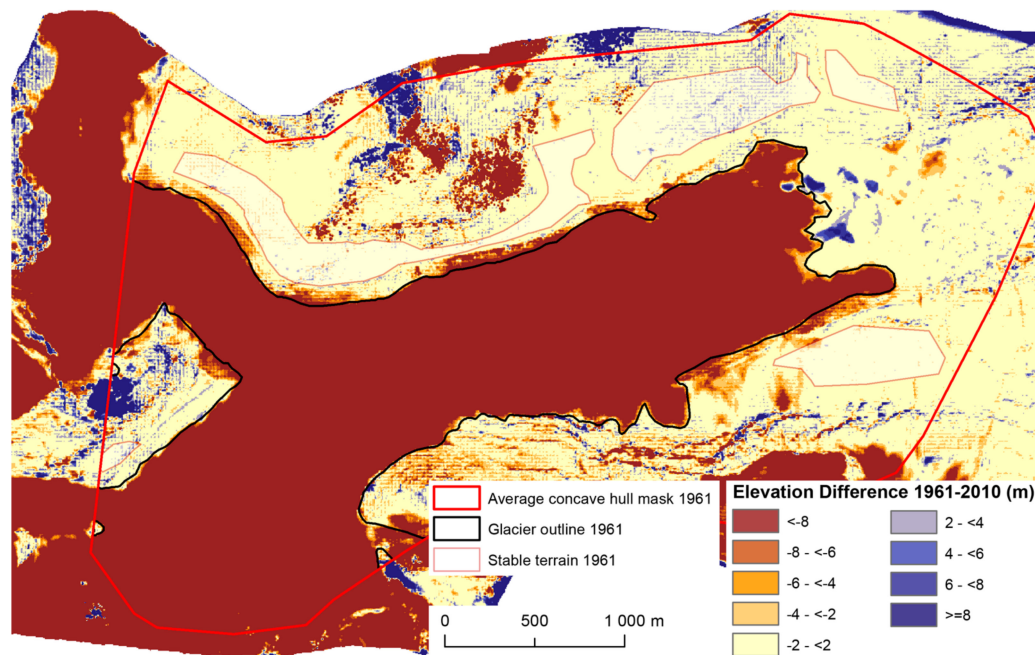 Average concave hull mask 1961
Glacier outline 1961
Stable terrain 1961
0 500 1 000 m
Elevation Difference 1961-2010 (m)
<-8
-8 - <-6
-6 - <-4
-4 - <-2
-2 - <2
2 - <4
4 - <6
6 - <8
>=8